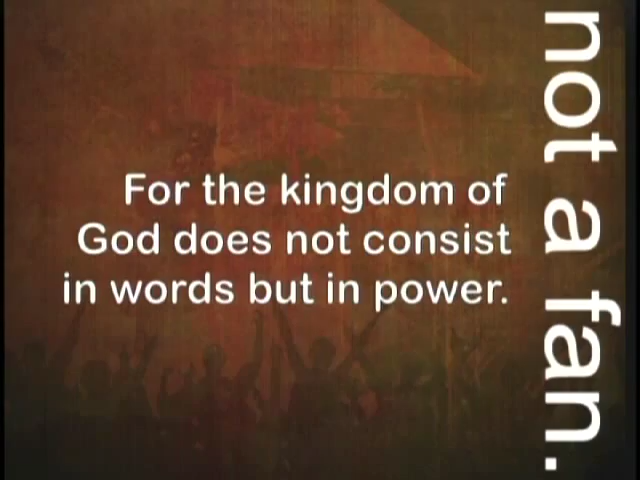 For the kingdom of
God does not consist
in words but in power.
not a fan.